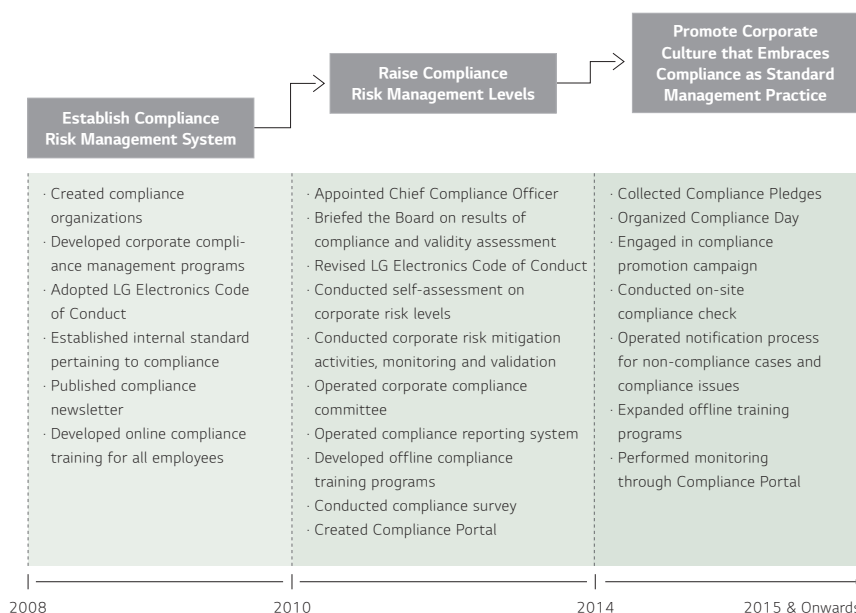 Establish Compliance
Risk Management System
Raise Compliance
Risk Management Levels
Promote Corporate
Culture that Embraces
Compliance as Standard
Management Practice
· Created compliance
organizations
· Developed corporate compli-
ance management programs
· Adopted LG Electronics Code
of Conduct
· Established internal standard
pertaining to compliance
· Published compliance
newsletter
· Developed online compliance
training for all employees
· Appointed Chief Compliance Officer
· Briefed the Board on results of
compliance and validity assessment
· Revised LG Electronics Code of Conduct
· Conducted self-assessment on
corporate risk levels
· Conducted corporate risk mitigation
activities, monitoring and validation
· Operated corporate compliance
committee
· Operated compliance reporting system
· Developed offline compliance
training programs
· Conducted compliance survey
· Created Compliance Portal
· Collected Compliance Pledges
· Organized Compliance Day
· Engaged in compliance
promotion campaign
· Conducted on-site
compliance check
· Operated notification process
for non-compliance cases and
compliance issues
· Expanded offline training
programs
· Performed monitoring
through Compliance Portal
2008
2010
2014
2015 & Onwards